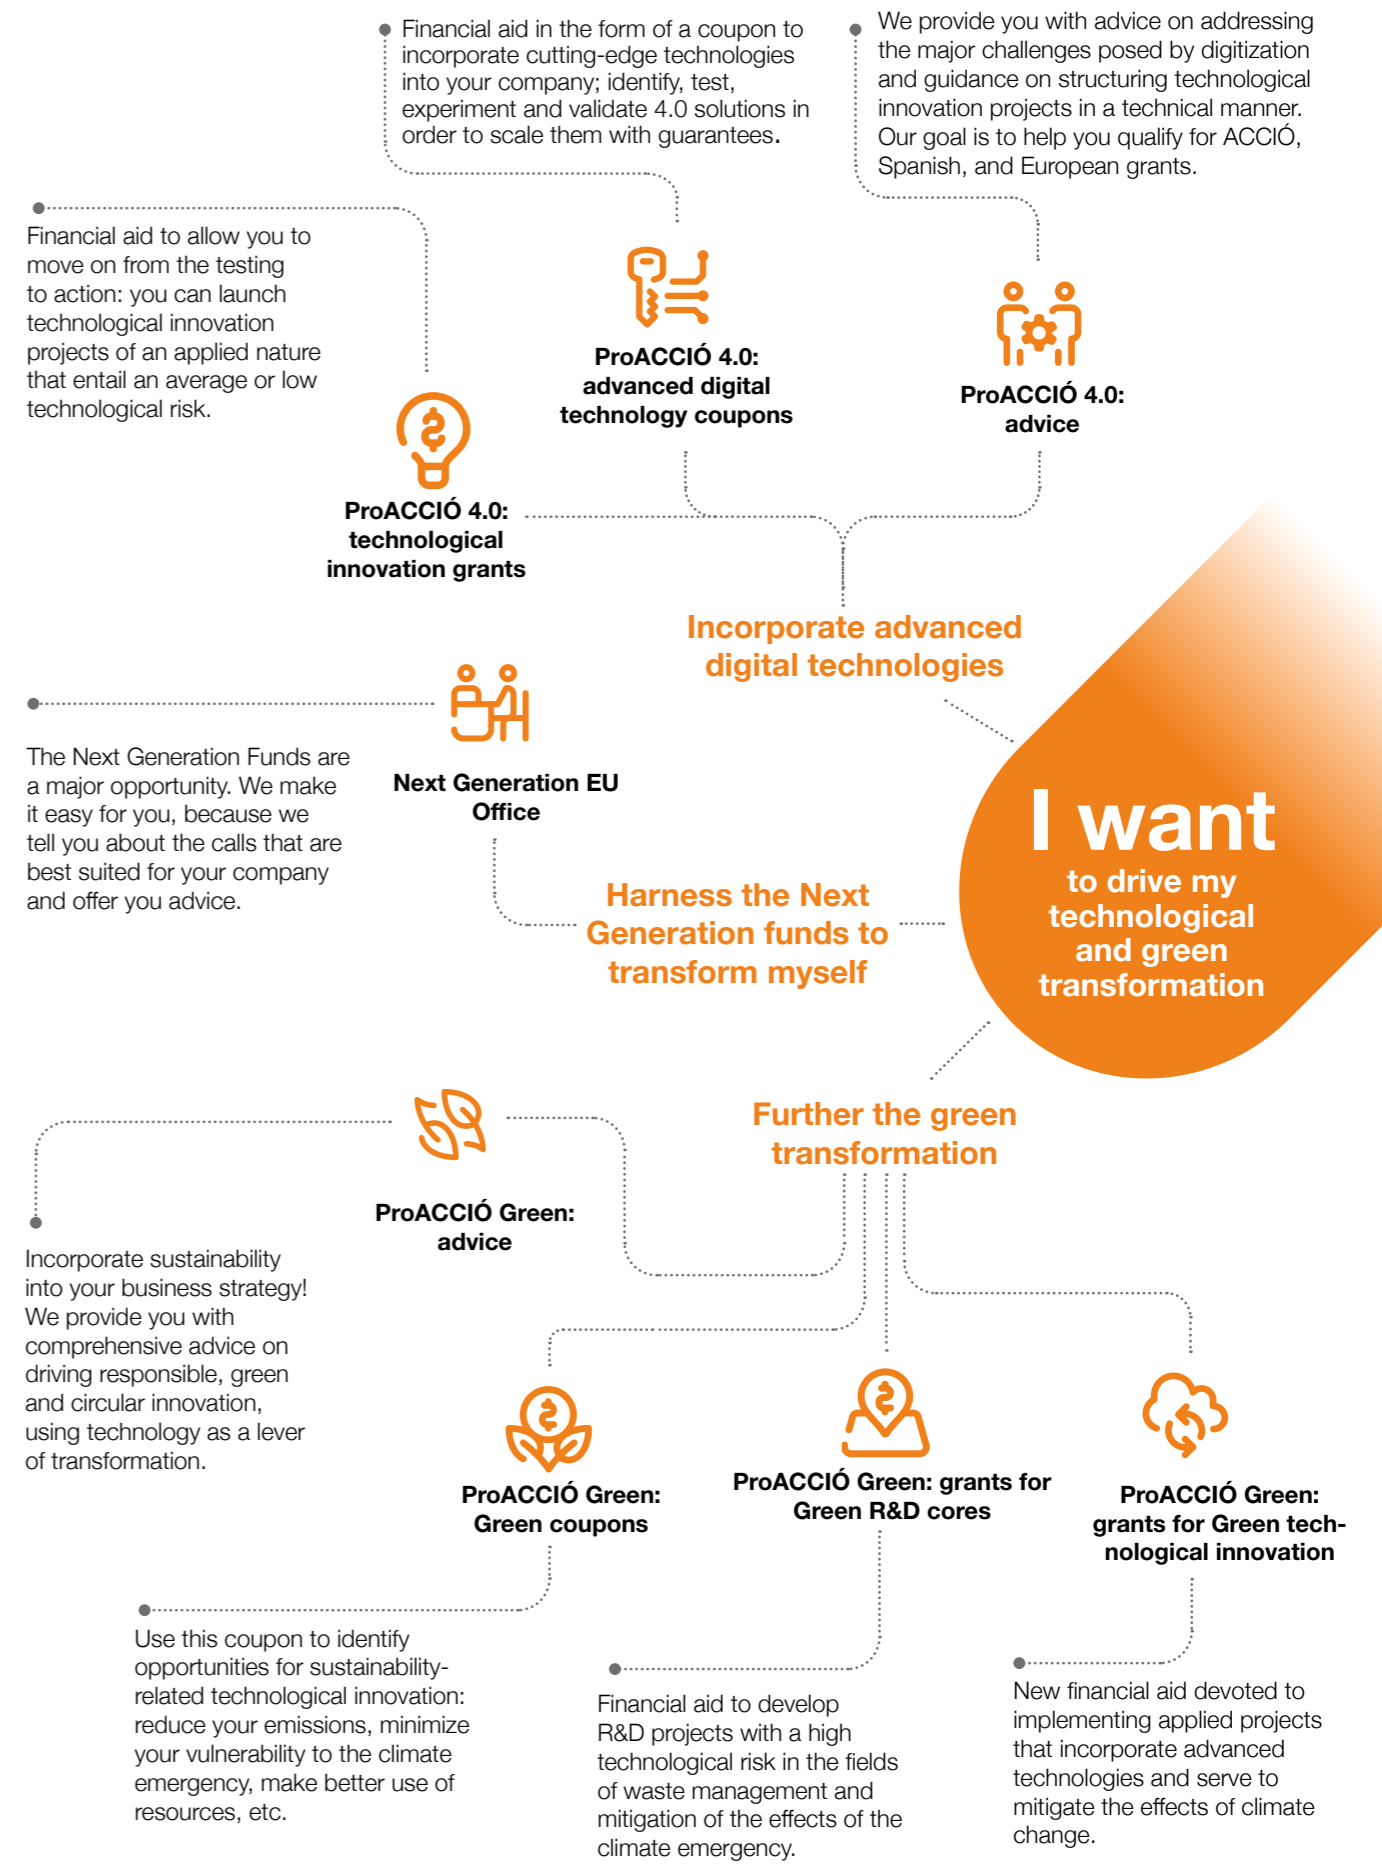 Financial aid in the form of a coupon to
incorporate cutting-edge technologies
into your company; identify, test,
experiment and validate 4.0 solutions in
order to scale them with guarantees.
We provide you with advice on addressing
the major challenges posed by digitization
and guidance on structuring technological
innovation projects in a technical manner.
Our goal is to help you qualify for ACCIÓ,
Spanish, and European grants.
Financial aid to allow you to
move on from the testing
to action: you can launch
technological innovation
projects of an applied nature
that entail an average or low
technological risk.
ProACCIÓ 4.0:
advanced digital
technology coupons
ProACCIÓ 4.0:
advice
ProACCIÓ 4.0:
technological
innovation grants
Incorporate advanced
digital technologies
The Next Generation Funds are
a major opportunity. We make
it easy for you, because we
tell you about the calls that are
best suited for your company
and offer you advice.
Next Generation EU
Office
Harness the Next
Generation funds to
transform myself
I want
to drive my
technological
and green
transformation
Further the green
transformation
ProACCIÓ Green:
advice
Incorporate sustainability
into your business strategy!
We provide you with
comprehensive advice on
driving responsible, green
and circular innovation,
using technology as a lever
of transformation.
ProACCIÓ Green:
Green coupons
ProACCIÓ Green: grants for
Green R&D cores
ProACCIÓ Green:
grants for Green tech-
nological innovation
Use this coupon to identify
opportunities for sustainability-
related technological innovation:
reduce your emissions, minimize
your vulnerability to the climate
emergency, make better use of
resources, etc.
Financial aid to develop
R&D projects with a high
technological risk in the fields
of waste management and
mitigation of the effects of the
climate emergency.
New financial aid devoted to
implementing applied projects
that incorporate advanced
technologies and serve to
mitigate the effects of climate
change.